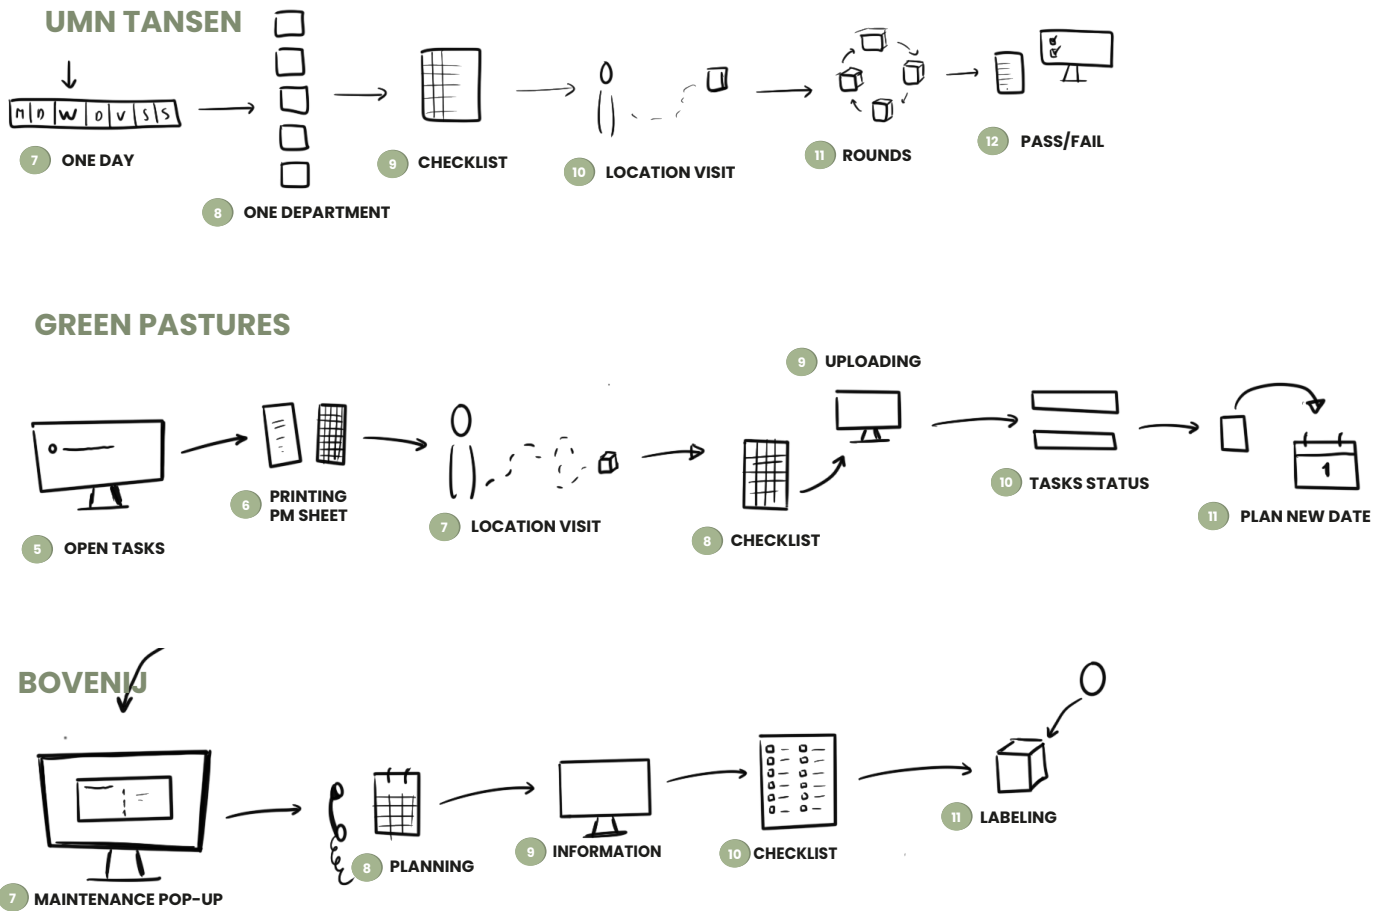 UMN TANSEN
M D W D V S S
7 ONE DAY
8 ONE DEPARTMENT
9 CHECKLIST
10 LOCATION VISIT
11 ROUNDS
12 PASS/FAIL
GREEN PASTURES
5 OPEN TASKS
6 PRINTING
PM SHEET
7 LOCATION VISIT
8 CHECKLIST
9 UPLOADING
10 TASKS STATUS
1
11 PLAN NEW DATE
BOVENIJ
7 MAINTENANCE POP-UP
8 PLANNING
9 INFORMATION
10 CHECKLIST
11 LABELING